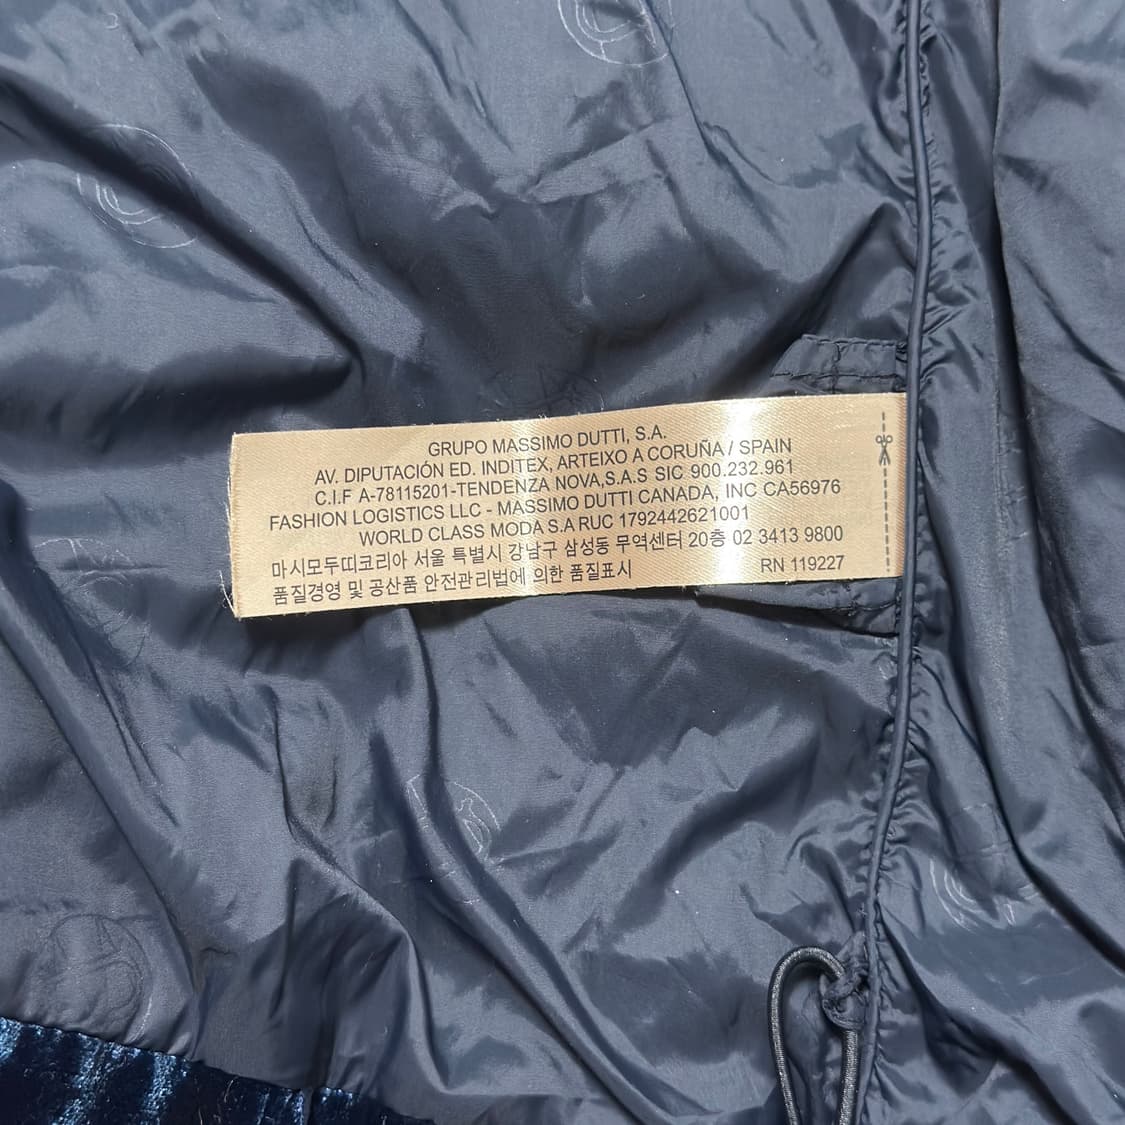 GRUPO MASSIMO DUTTI, S.A.
AV. DIPUTACIÓN ED. INDITEX, ARTEIXO A CORUÑA / SPAIN
C.I.F A-78115201-TENDENZA NOVA,S.A.S SIC 900.232.961
FASHION LOGISTICS LLC - MASSIMO DUTTI CANADA, INC CA56976
WORLD CLASS MODA S.A RUC 1792442621001
마시모두띠코리아 서울 특별시 강남구 삼성동 무역센터 20층 02 3413 9800
품질경영 및 공산품 안전관리법에 의한 품질표시 RN 119227